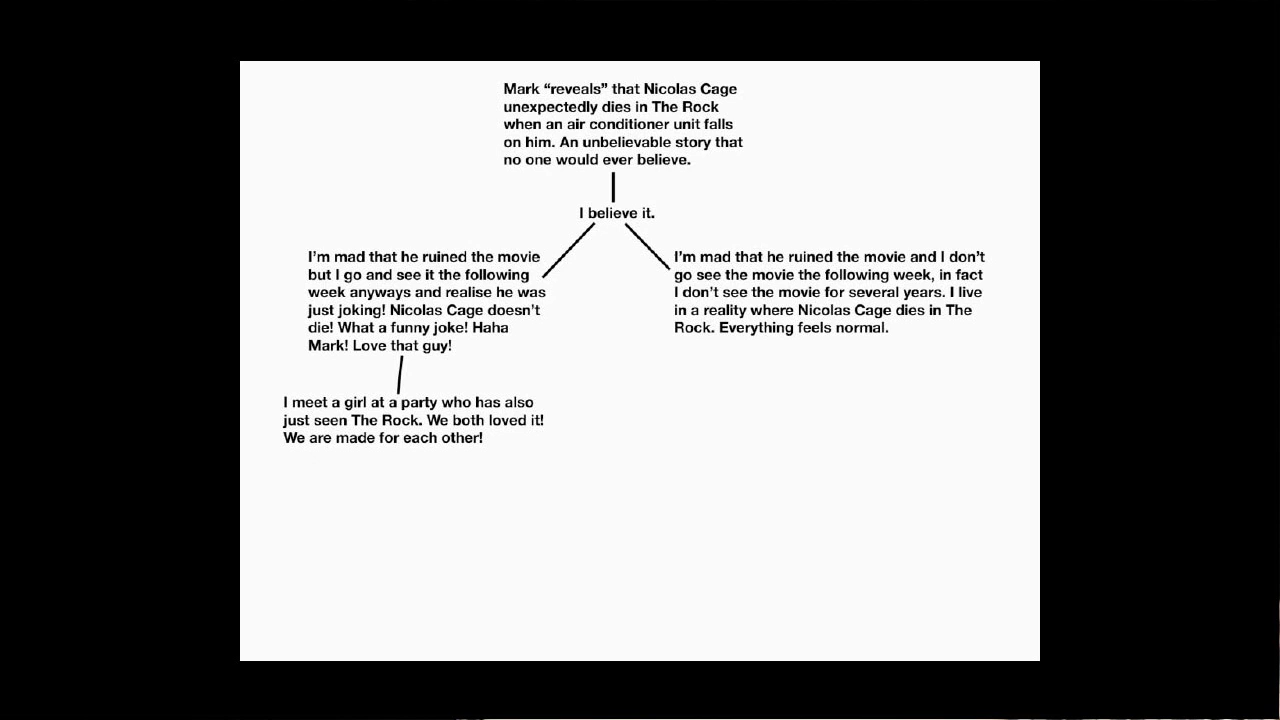 Mark “reveals” that Nicolas Cage
unexpectedly dies in The Rock
when an air conditioner unit falls
on him. An unbelievable story that
no one would ever believe.
I believe it.
I’m mad that he ruined the movie
but I go and see it the following
week anyways and realise he was
just joking! Nicolas Cage doesn’t
die! What a funny joke! Haha
Mark! Love that guy!
I’m mad that he ruined the movie and I don’t
go see the movie the following week, in fact
I don’t see the movie for several years. I live
in a reality where Nicolas Cage dies in The
Rock. Everything feels normal.
I meet a girl at a party who has also
just seen The Rock. We both loved it!
We are made for each other!